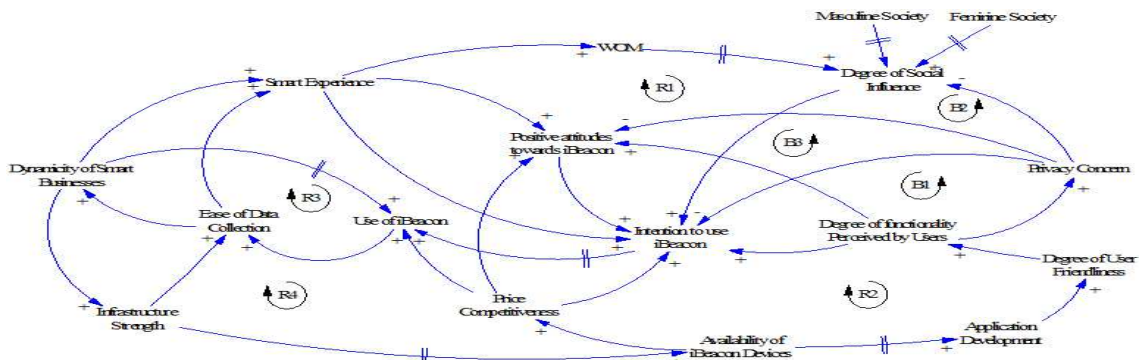 Masculine Society
Feminine Society
WOM
Smart Experience
Degree of Social
Influence
R1
B2
Positive attitudes
towards iBeacon
B3
Dynamicity of Smart
Businesses
Privacy Concern
R3
B1
Ease of Data
Collection
Use of iBeacon
Intention to use
iBeacon
Degree of functionality
Perceived by Users
Degree of User
Friendliness
R4
R2
Infrastructure
Strength
Price
Competitiveness
Availability of
iBeacon Devices
Application
Development